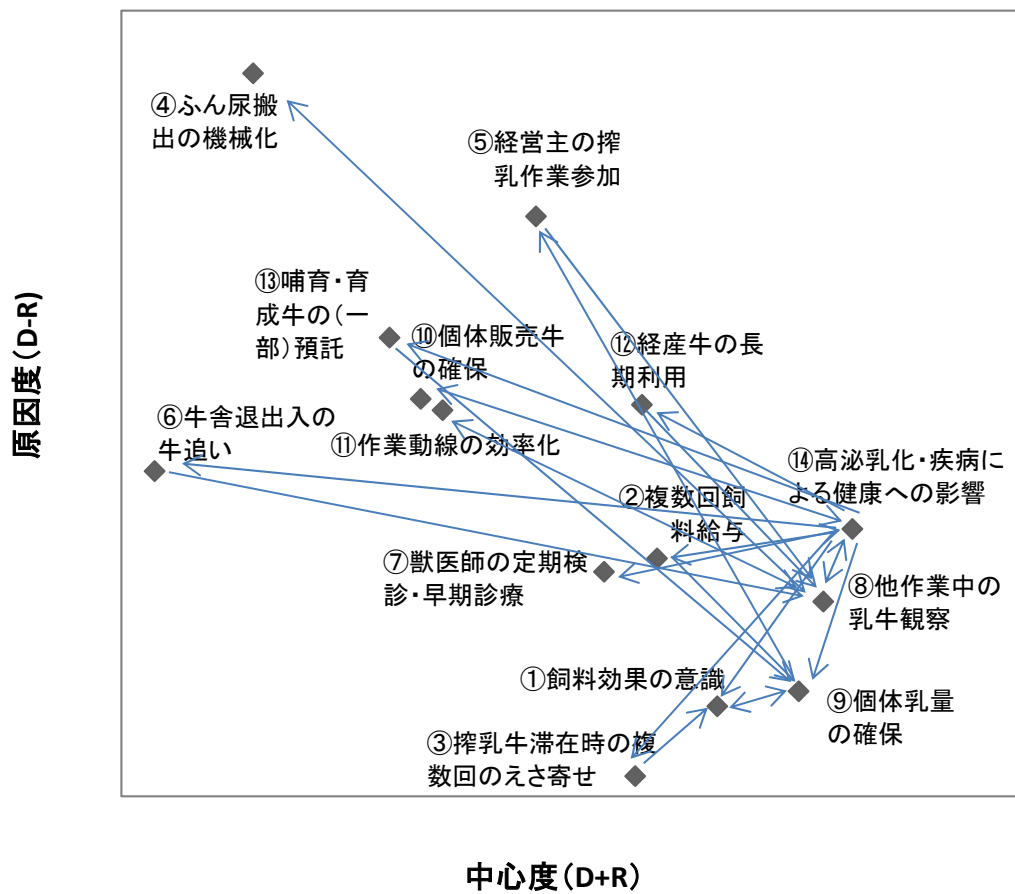 ④ふん尿搬
出の機械化
⑤経営主の搾
乳作業参加
⑬哺育・育
成牛の（一
部）預託
⑩個体販売牛
の確保
⑫経産牛の長
期利用
⑥牛舎退出入の
牛追い
⑪作業動線の効率化
⑭高泌乳化・疾病に
よる健康への影響
②複数回飼
料給与
⑦獣医師の定期検
診・早期診療
⑧他作業中の
乳牛観察
①飼料効果の意識
⑨個体乳量
の確保
③搾乳牛滞在時の複
数回のえさ寄せ
原因度（D-R)
中心度（D+R）